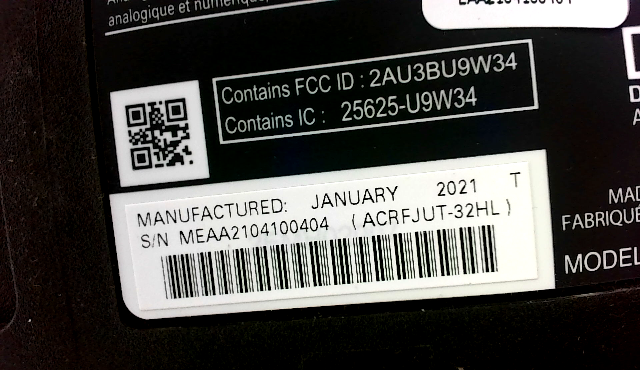 analogique et numérique,
Contains FCC ID : 2AU3BU9W34
Contains IC : 25625-U9W34
MANUFACTURED: JANUARY 2021 T
S/N MEAA2104100404 (ACRFJUT-32HL)
MAD
FABRIQUÉ
MODEL